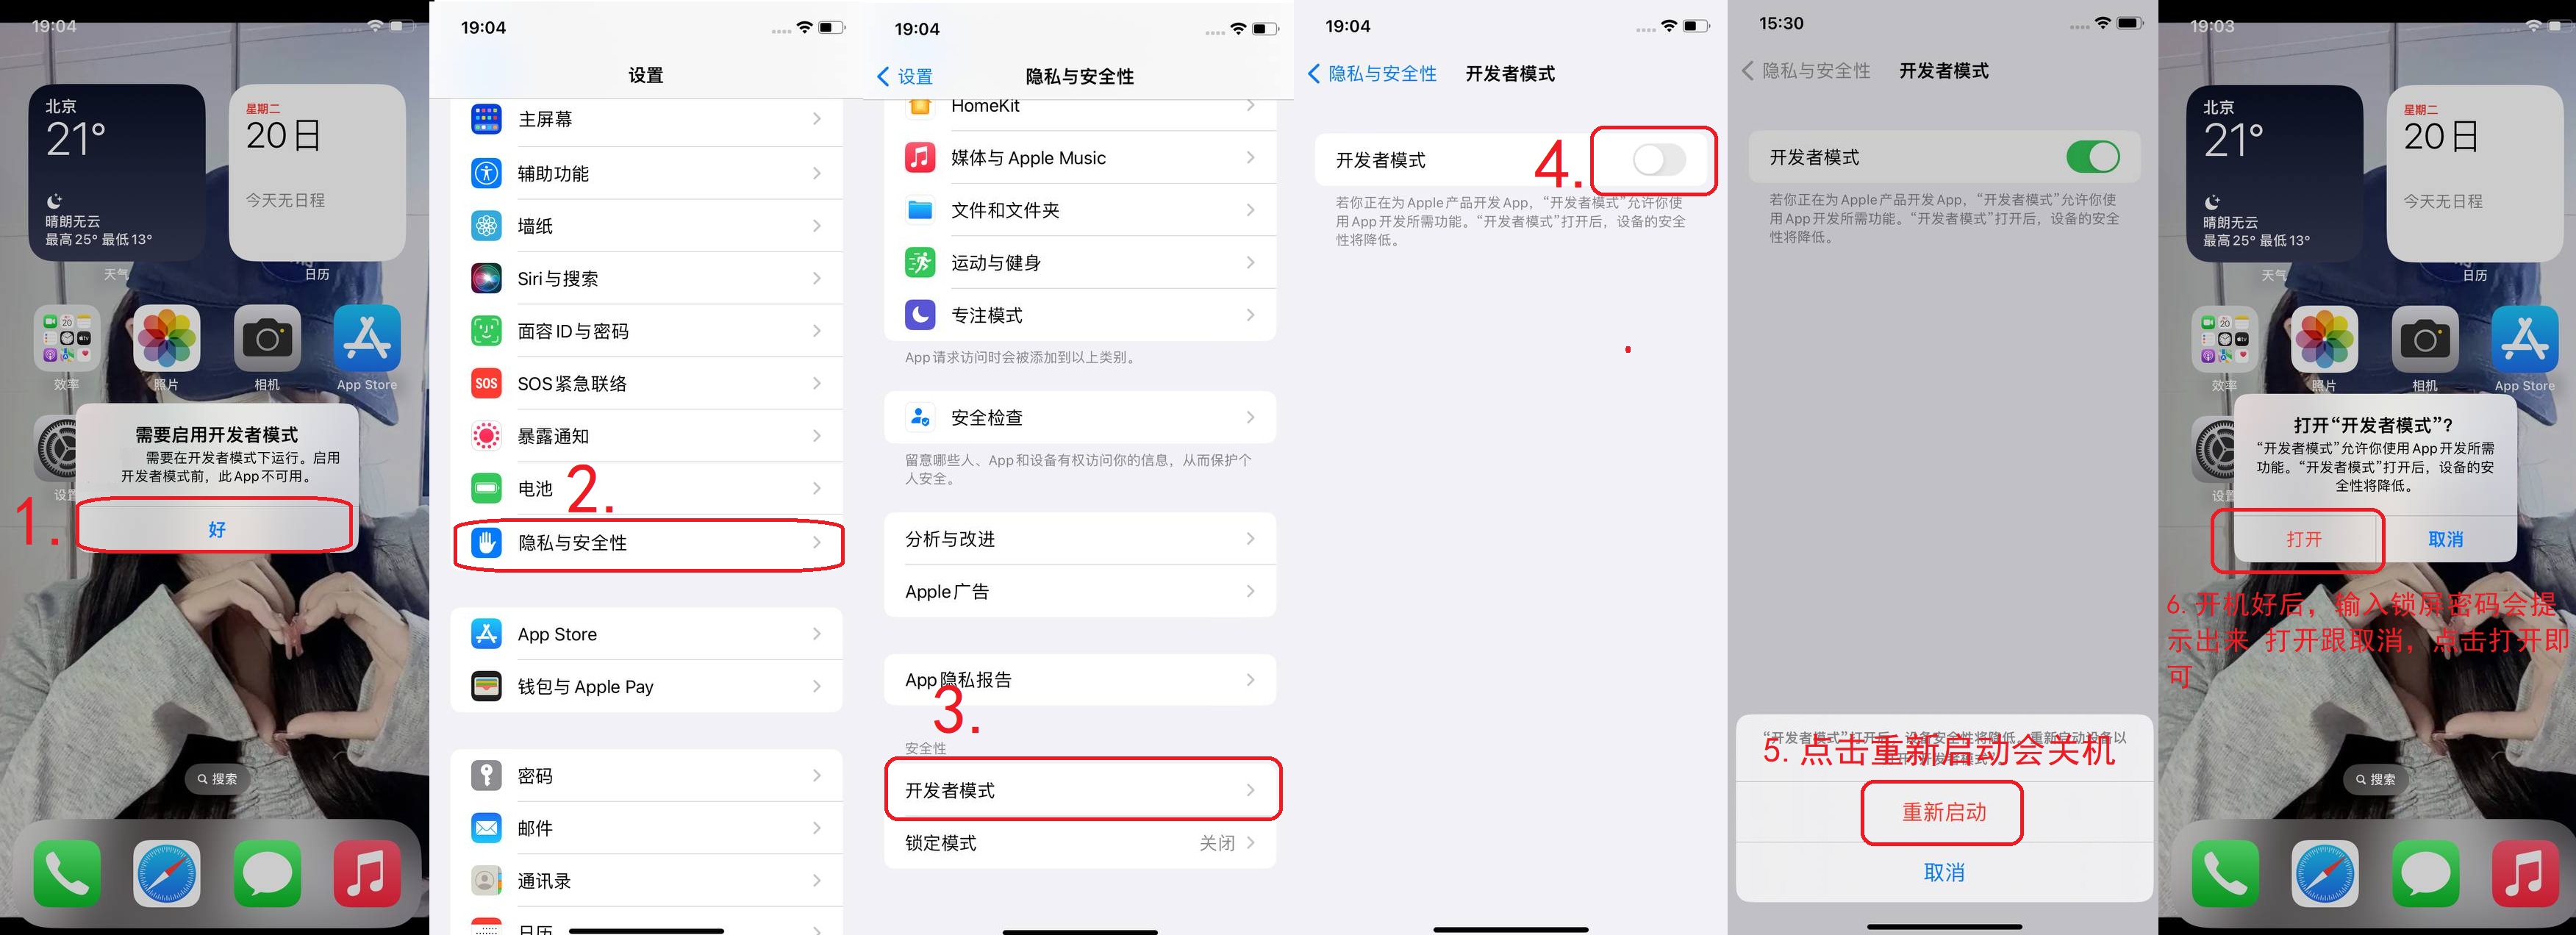 19:04
北京
21°
晴朗无云
最高25° 最低13°
天气
星期二
20日
今天无日程
日历
20
效率
照片
相机
App Store
需要启用开发者模式
需要在开发者模式下运行。启用
开发者模式前，此App不可用。
1.
好
搜索
19:04
设置
主屏幕
辅助功能
墙纸
Siri与搜索
面容ID与密码
SOS
SOS紧急联络
暴露通知
电池
2.
隐私与安全性
App Store
钱包与Apple Pay
密码
邮件
通讯录
日历
19:04
设置
隐私与安全性
HomeKit
媒体与Apple Music
文件和文件夹
运动与健身
专注模式
App请求访问时会被添加到以上类别。
安全检查
留意哪些人、App和设备有权访问你的信息，从而保护个
人安全。
分析与改进
Apple广告
App隐私报告
3.
安全性
开发者模式
锁定模式 关闭
19:04
隐私与安全性 开发者模式
开发者模式
4.
若你正在为Apple产品开发App，“开发者模式”允许你使
用App开发所需功能。“开发者模式”打开后，设备的安全
性将降低。
15:30
隐私与安全性 开发者模式
开发者模式
若你正在为Apple产品开发App，“开发者模式”允许你使
用App开发所需功能。“开发者模式”打开后，设备的安全
性将降低。
“开发者模式”打开后，设备安全性将降低。重新启动设备以
5. 点击重新启动会关机
重新启动
取消
19:03
北京
21°
晴朗无云
最高25° 最低13°
天气
星期二
20日
今天无日程
日历
20
效率
照片
相机
App Store
打开“开发者模式”？
“开发者模式”允许你使用App开发所需
功能。“开发者模式”打开后，设备的安
全性将降低。
打开
取消
6. 开机好后，输入锁屏密码会提
示出来 打开跟取消，点击打开即
可
搜索